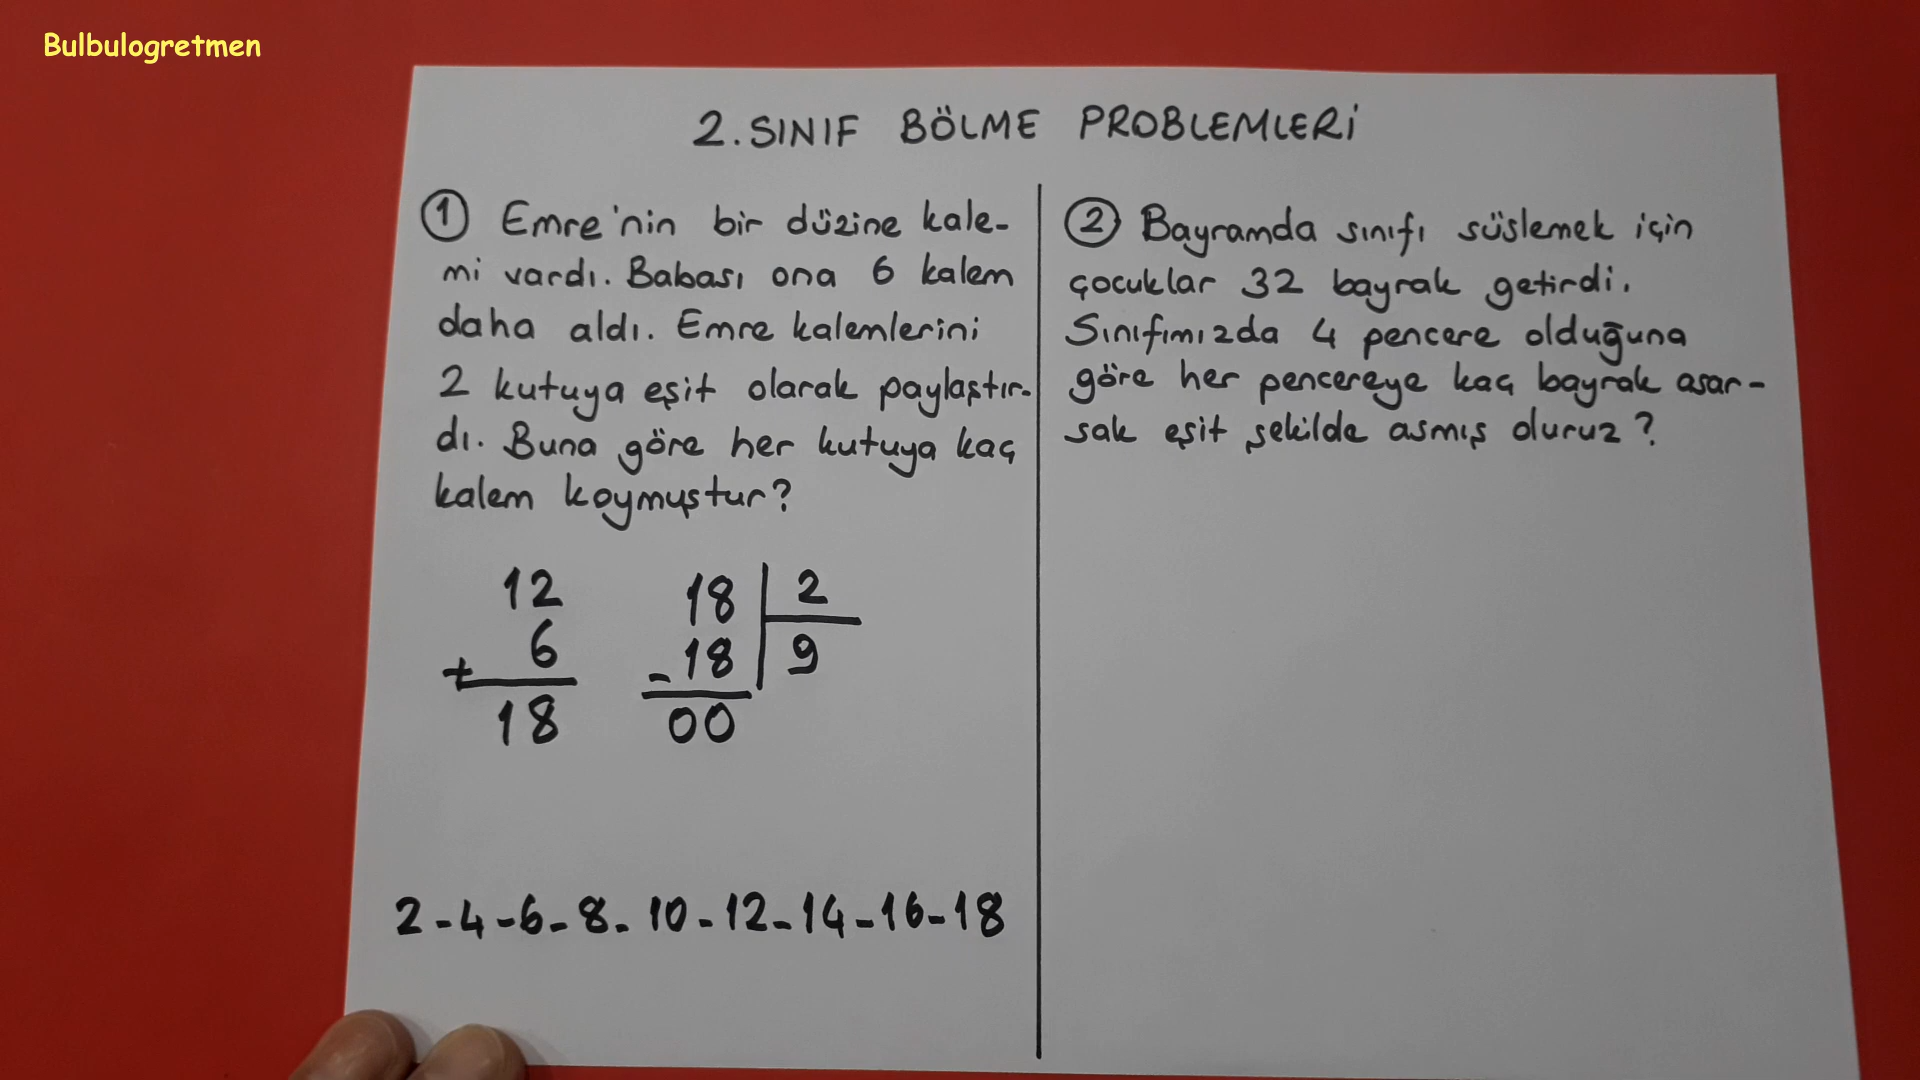 Bulbulogretmen
2. SINIF BÖLME PROBLEMLERİ
1 Emre'nin bir düzine kale-
mi vardı. Babası ona 6 kalem
daha aldı. Emre kalemlerini
2 kutuya eşit olarak paylaştır-
dı. Buna göre her kutuya kaç
kalem koymuştur?
12
6
+
18
18 2
- 18 9
00
2-4-6-8-10-12-14-16-18
2 Bayramda sınıfı süslemek için
çocuklar 32 bayrak getirdi.
Sınıfımızda 4 pencere olduğuna
göre her pencereye kaç bayrak asar-
sak eşit şekilde asmış oluruz?